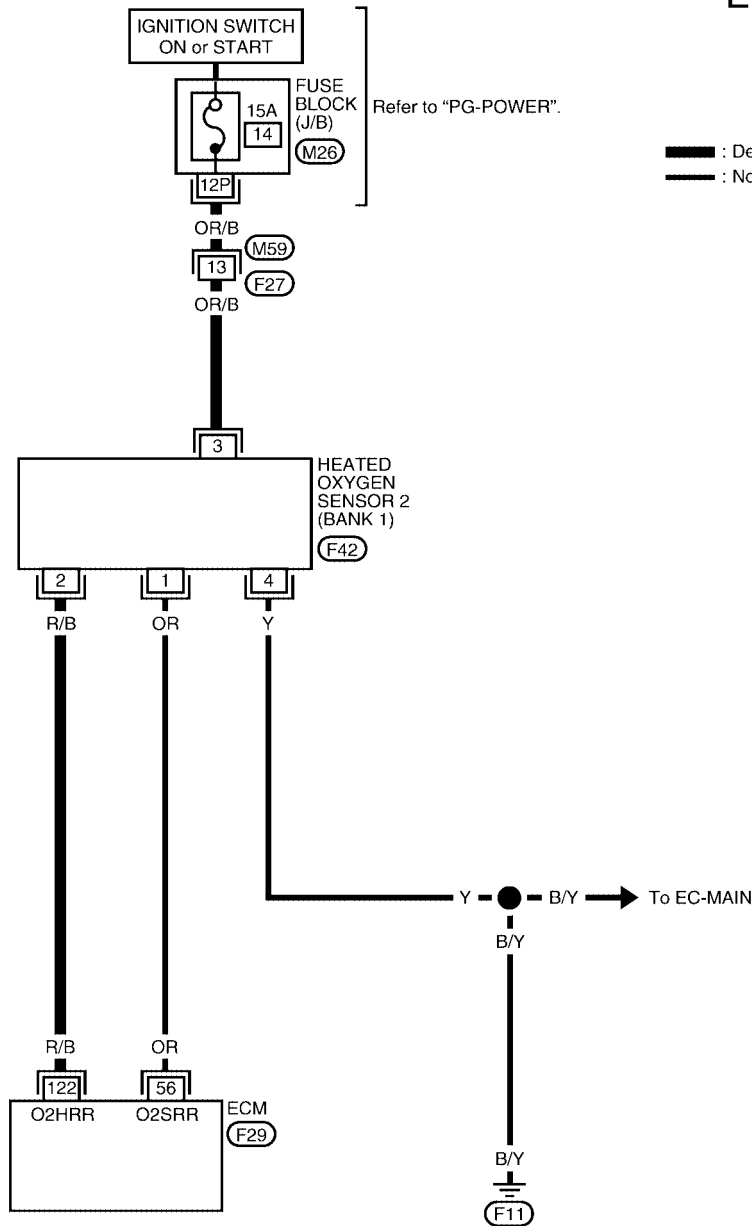 E
IGNITION SWITCH
ON or START
FUSE
BLOCK
(J/B)
Refer to “PG-POWER”.
15A
14
M26
: De
: No
12P
OR/B
M59
13
F27
OR/B
3
HEATED
OXYGEN
SENSOR 2
(BANK 1)
F42
2 1 4
R/B OR Y
Y B/Y To EC-MAIN
B/Y
R/B OR
122 56
O2HRR O2SRR
ECM
F29
B/Y
F11